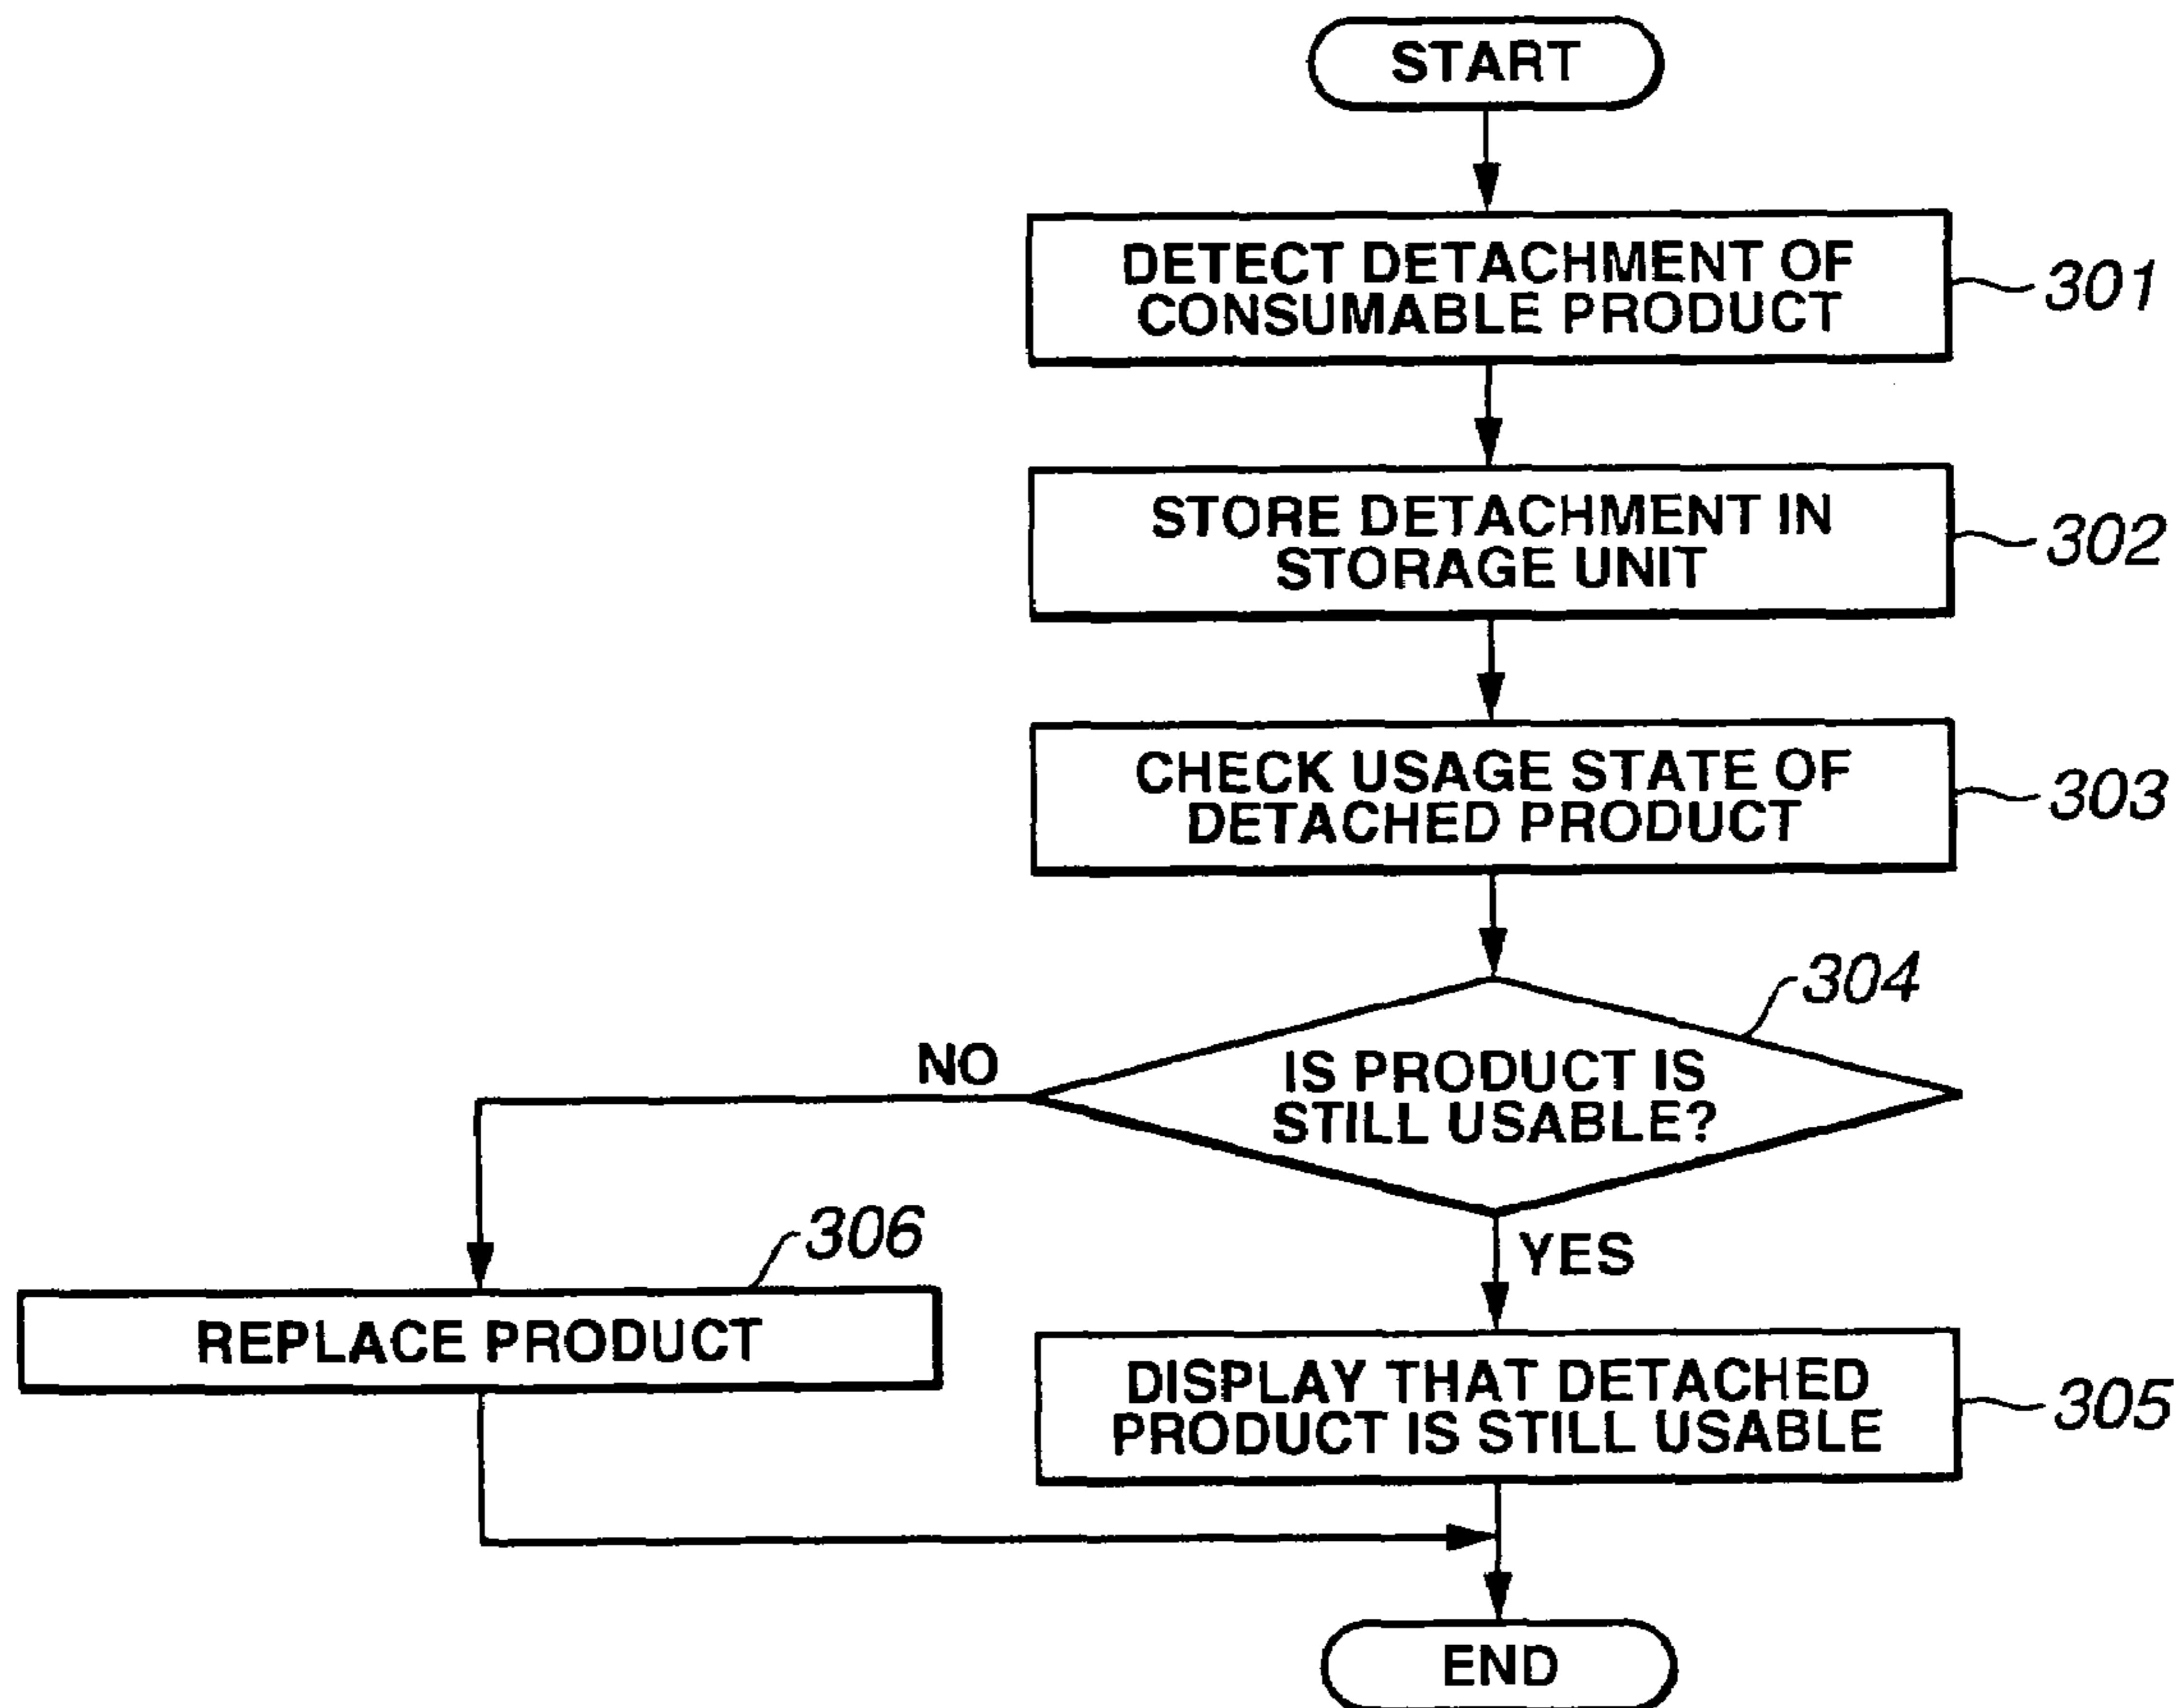 START
DETECT DETACHMENT OF
CONSUMABLE PRODUCT
301
STORE DETACHMENT IN
STORAGE UNIT
302
CHECK USAGE STATE OF
DETACHED PRODUCT
303
304
IS PRODUCT IS
STILL USABLE?
NO
YES
306
REPLACE PRODUCT
DISPLAY THAT DETACHED
PRODUCT IS STILL USABLE
305
END